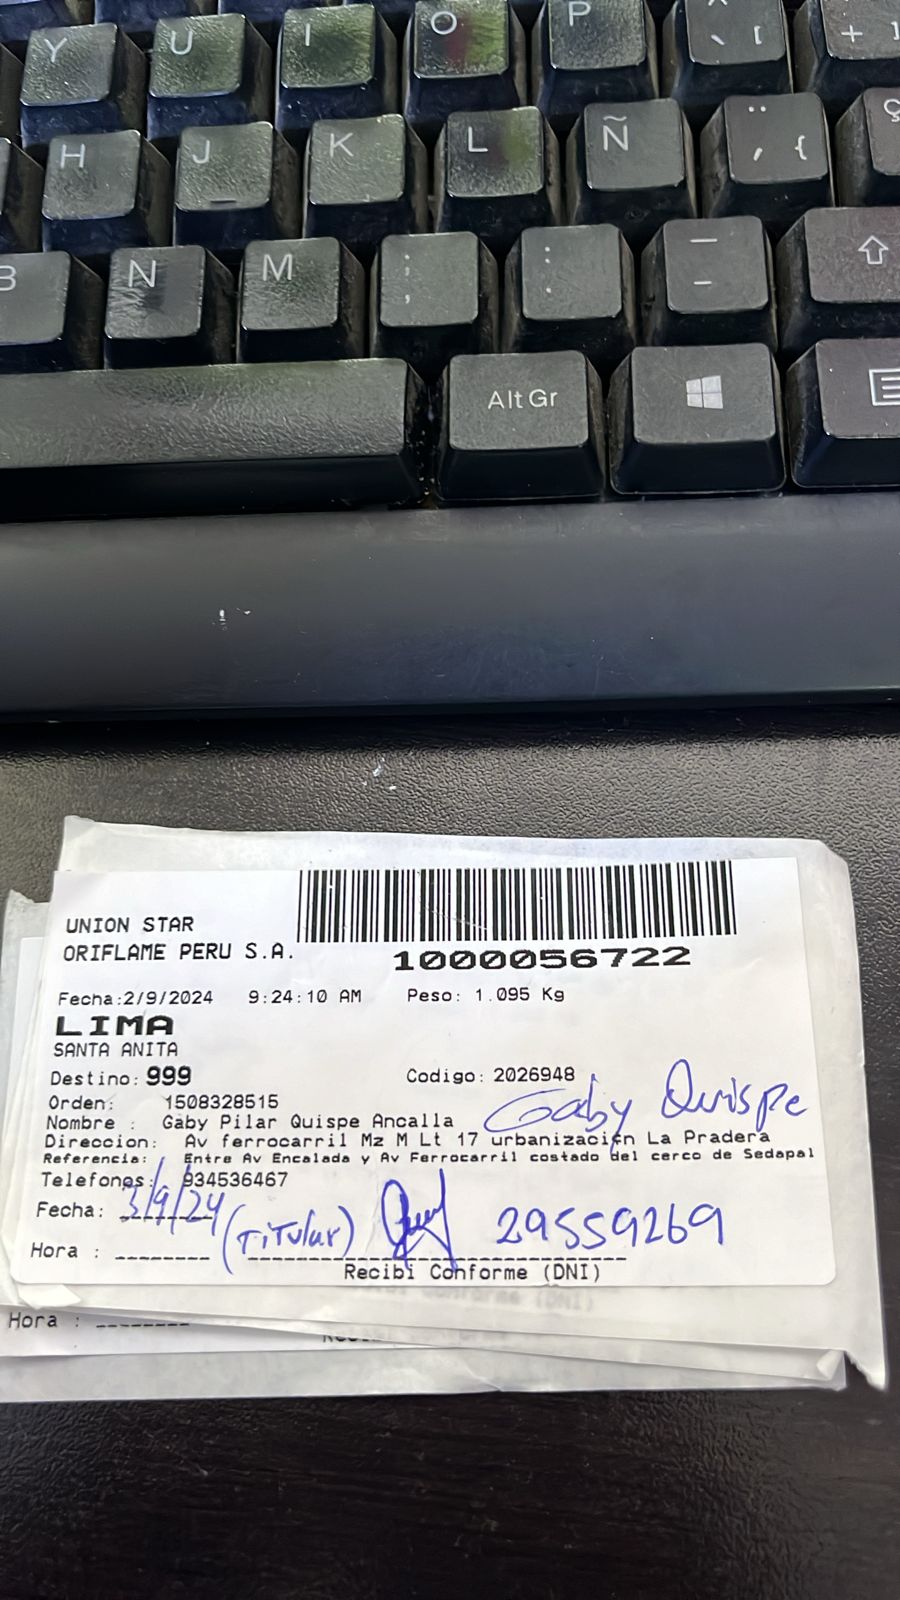 Y U I O P ^ ` [ + ]
H J K L Ñ ¨ ´ { Ç
B N M ; , : . _ -
Alt Gr
UNION STAR
ORIFLAME PERU S.A.
1000056722
Fecha:2/9/2024 9:24:10 AM Peso: 1.095 Kg
LIMA
SANTA ANITA
Destino: 999 Codigo: 2026948
Orden: 1508328515
Nombre : Gaby Pilar Quispe Ancalla Gaby Quispe
Direccion: Av ferrocarril Mz M Lt 17 urbanización La Pradera
Referencia: Entre Av Encalada y Av Ferrocarril costado del cerco de Sedapal
Telefonos: 934536467
Fecha: 3/9/24 (Titular) 29559269
Hora : ________
Recibi Conforme (DNI)
Hora : ________